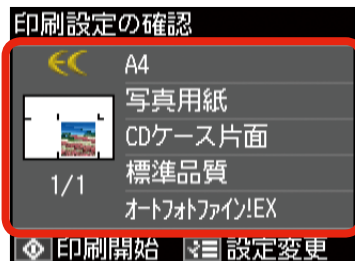 印刷設定の確認
A4
写真用紙
CDケース片面
標準品質
1/1
オートフォトファイン!EX
印刷開始 設定変更